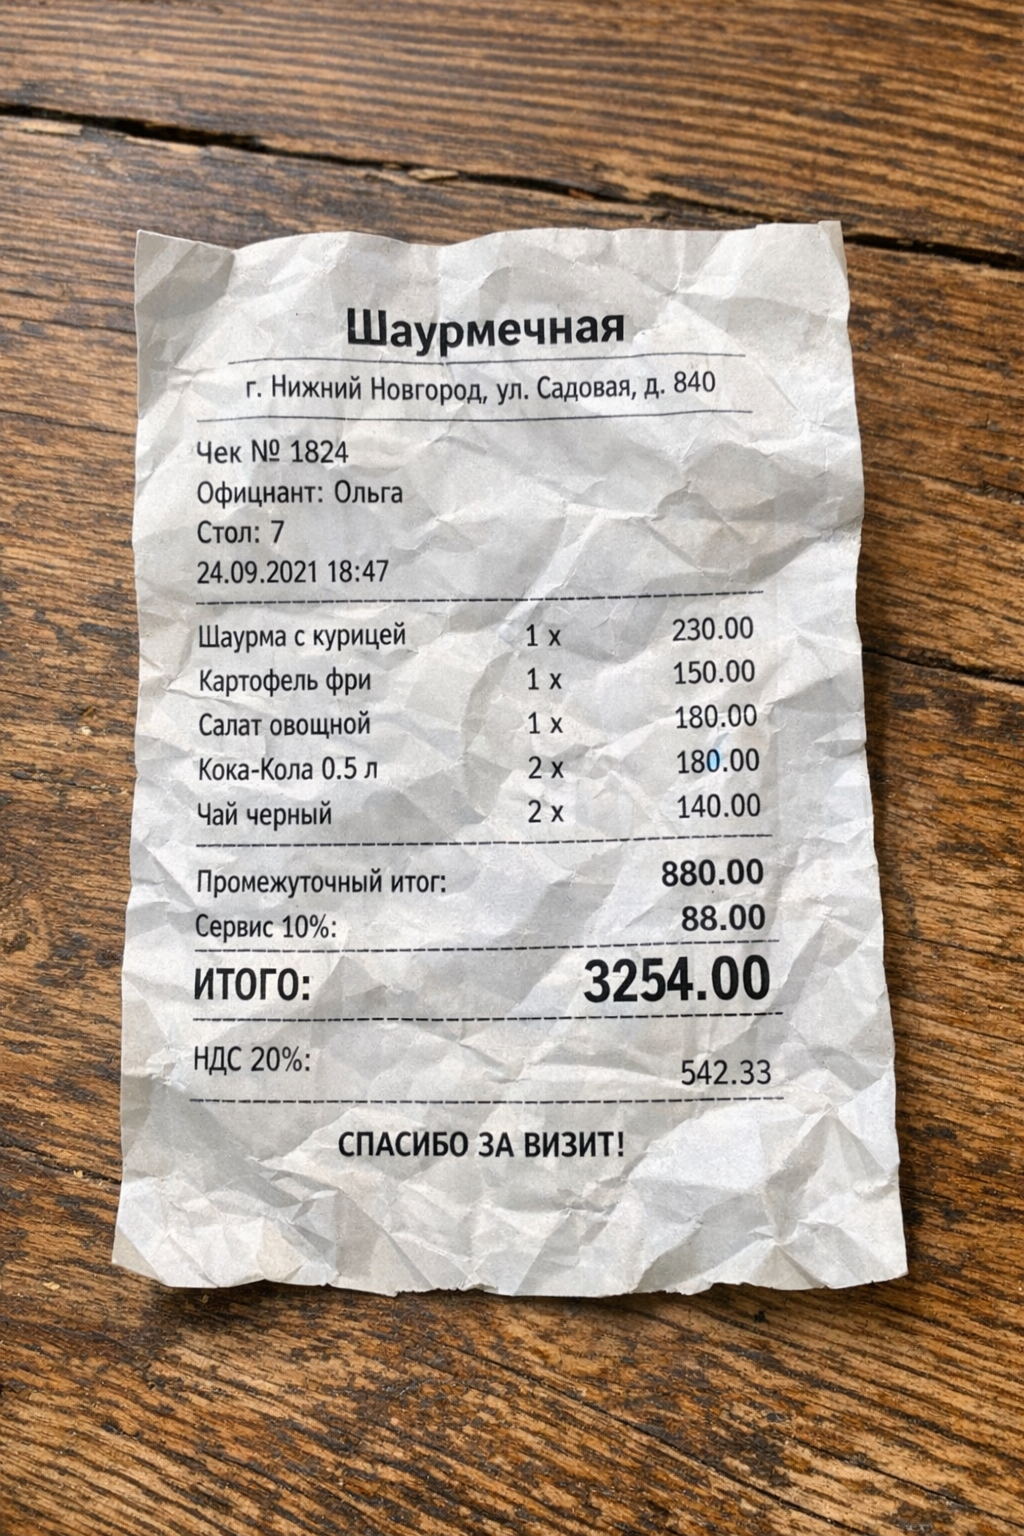 Шаурмечная
г. Нижний Новгород, ул. Садовая, д. 840
Чек № 1824
Официант: Ольга
Стол: 7
24.09.2021 18:47
Шаурма с курицей 1 x 230.00
Картофель фри 1 x 150.00
Салат овощной 1 x 180.00
Кока-Кола 0.5 л 2 x 180.00
Чай черный 2 x 140.00
Промежуточный итог: 880.00
Сервис 10%: 88.00
ИТОГО: 3254.00
НДС 20%: 542.33
СПАСИБО ЗА ВИЗИТ!